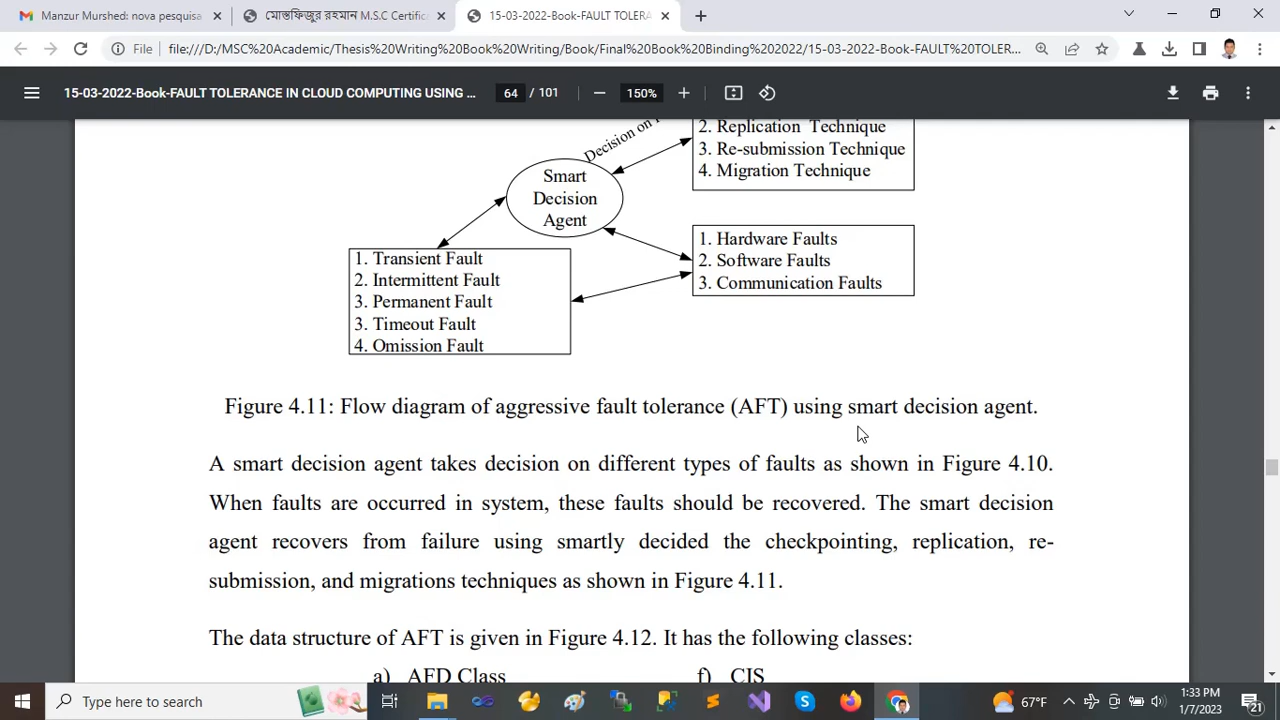 Manzur Murshed: nova pesquisa
মোস্তফিজুর রহমান M.S.C Certific
15-03-2022-Book-FAULT TOLERA
File
file:///D:/MSC%20Academic/Thesis%20Writing%20Book%20Writing/Book/Final%20Book%20Binding%202022/15-03-2022-Book-FAULT%20TOLER...
15-03-2022-Book-FAULT TOLERANCE IN CLOUD COMPUTING USING ...
64 / 101
150%
Decision on
2. Replication Technique
3. Re-submission Technique
4. Migration Technique
Smart
Decision
Agent
1. Hardware Faults
2. Software Faults
3. Communication Faults
1. Transient Fault
2. Intermittent Fault
3. Permanent Fault
3. Timeout Fault
4. Omission Fault
Figure 4.11: Flow diagram of aggressive fault tolerance (AFT) using smart decision agent.
A smart decision agent takes decision on different types of faults as shown in Figure 4.10.
When faults are occurred in system, these faults should be recovered. The smart decision
agent recovers from failure using smartly decided the checkpointing, replication, re-
submission, and migrations techniques as shown in Figure 4.11.
The data structure of AFT is given in Figure 4.12. It has the following classes:
a) AFD Class
f) CIS
Type here to search
67°F
1:33 PM
1/7/2023
21